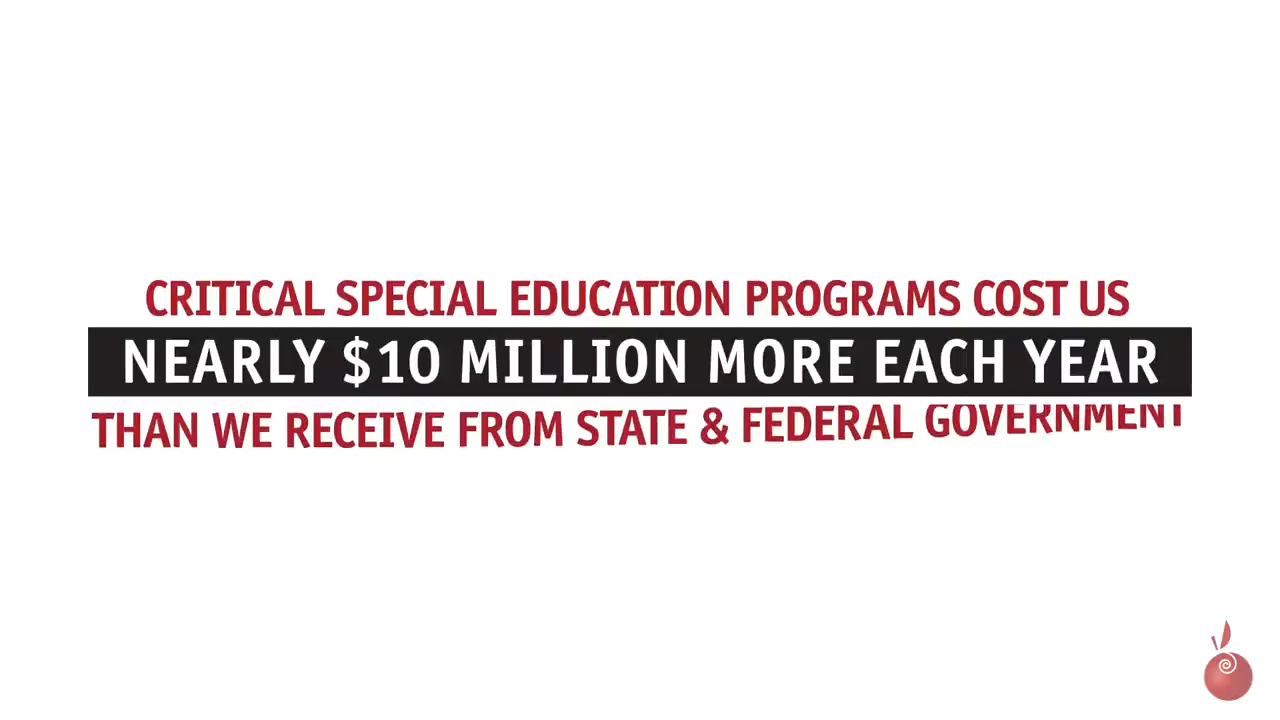 CRITICAL SPECIAL EDUCATION PROGRAMS COST US
NEARLY $10 MILLION MORE EACH YEAR
THAN WE RECEIVE FROM STATE & FEDERAL GOVERNMENT